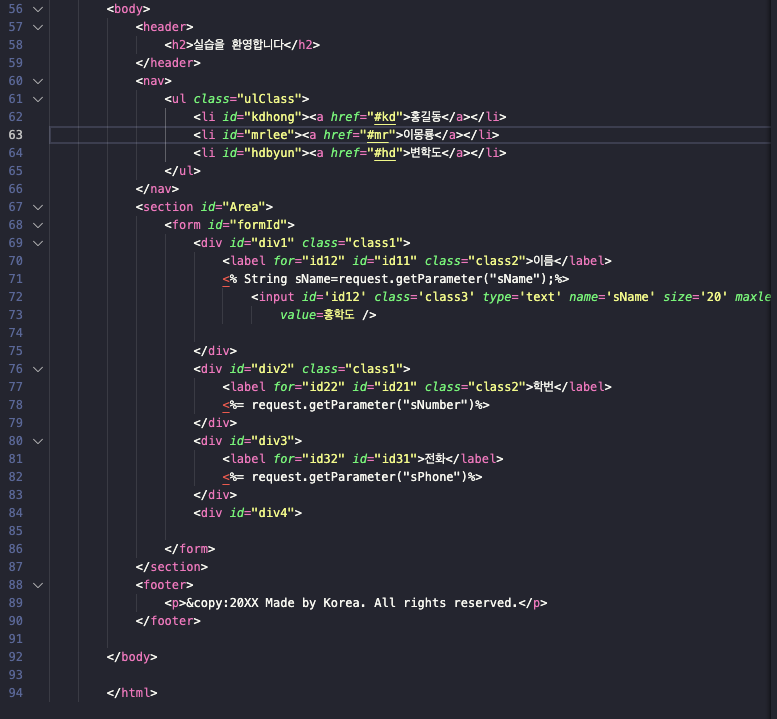 56 <body>
57 <header>
58 <h2>실습을 환영합니다</h2>
59 </header>
60 <nav>
61 <ul class="ulClass">
62 <li id="kdhong"><a href="#kd">홍길동</a></li>
63 <li id="mrlee"><a href="#mr">이몽룡</a></li>
64 <li id="hdbyun"><a href="#hd">변학도</a></li>
65 </ul>
66 </nav>
67 <section id="Area">
68 <form id="formId">
69 <div id="div1" class="class1">
70 <label for="id12" id="id11" class="class2">이름</label>
71 <% String sName=request.getParameter("sName");%>
72 <input id='id12' class='class3' type='text' name='sName' size='20' maxle
73 value=홍학도 />
74
75 </div>
76 <div id="div2" class="class1">
77 <label for="id22" id="id21" class="class2">학번</label>
78 <%= request.getParameter("sNumber")%>
79 </div>
80 <div id="div3">
81 <label for="id32" id="id31">전화</label>
82 <%= request.getParameter("sPhone")%>
83 </div>
84 <div id="div4">
85
86 </form>
87 </section>
88 <footer>
89 <p>&copy:20XX Made by Korea. All rights reserved.</p>
90 </footer>
91
92 </body>
93
94 </html>